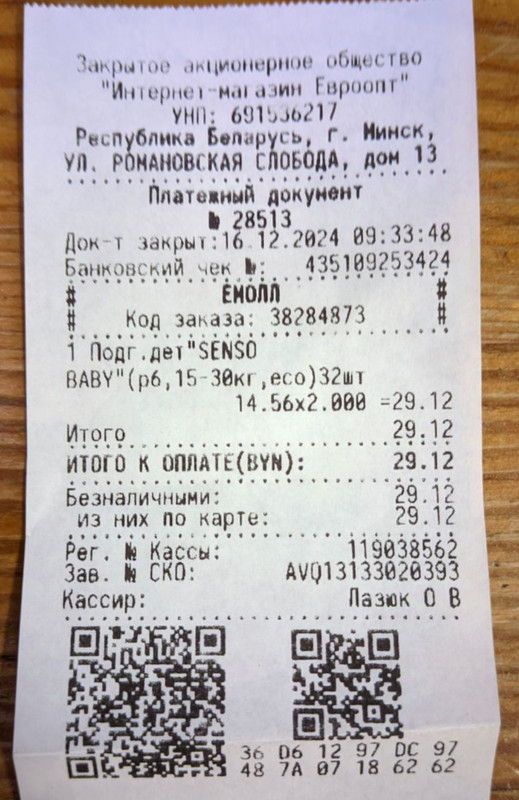 Закрытое акционерное общество
"Интернет-магазин Евроопт"
УНП: 691536217
Республика Беларусь, г. Минск,
УЛ. РОМАНОВСКАЯ СЛОБОДА, дом 13
Платежный документ
№ 28513
Док-т закрыт:16.12.2024 09:33:48
Банковский чек №: 435109253424
# ЕМОЛЛ #
# Код заказа: 38284873 #
1 Подг.дет"SENSO
BABY"(р6,15-30кг,eco)32шт
14.56x2.000 =29.12
Итого 29.12
ИТОГО К ОПЛАТЕ(BYN): 29.12
Безналичными: 29.12
из них по карте: 29.12
Рег. № Кассы: 119038562
Зав. № СКО: AVQ13133020393
Кассир: Лазюк О В
36 D6 12 97 DC 97
48 7A 07 18 62 62